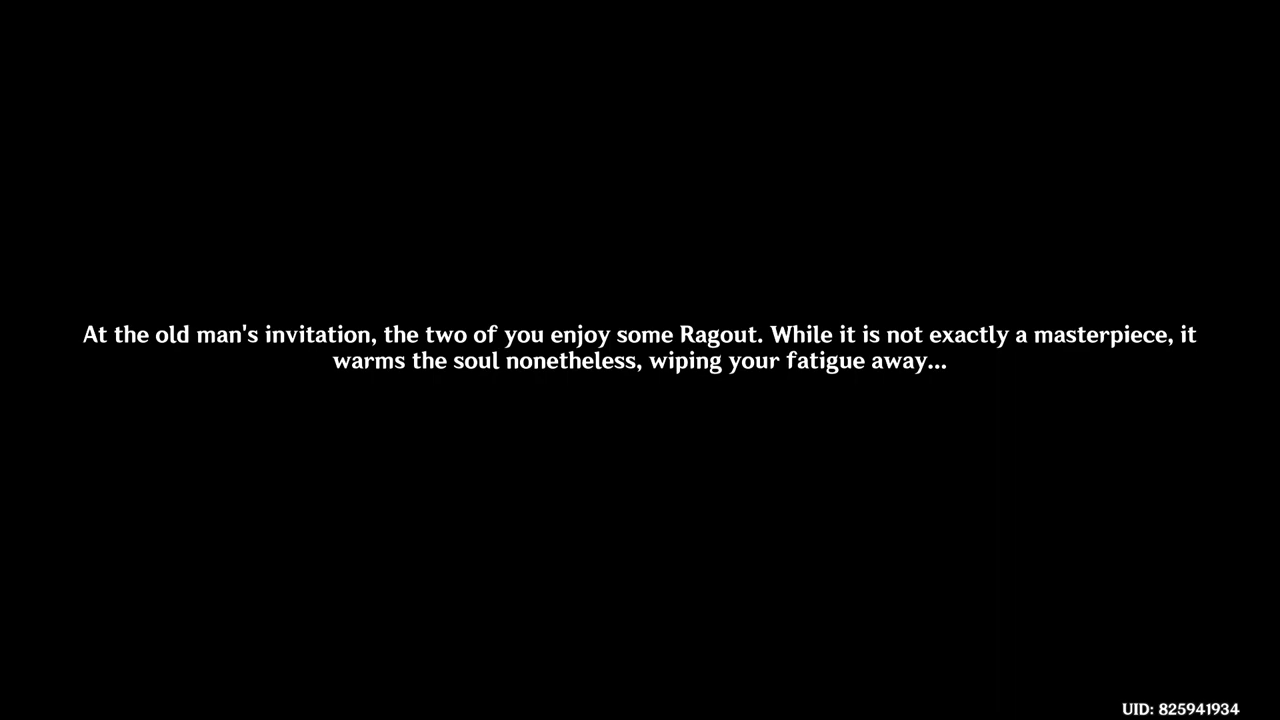 At the old man's invitation, the two of you enjoy some Ragout. While it is not exactly a masterpiece, it
warms the soul nonetheless, wiping your fatigue away...
UID: 825941934